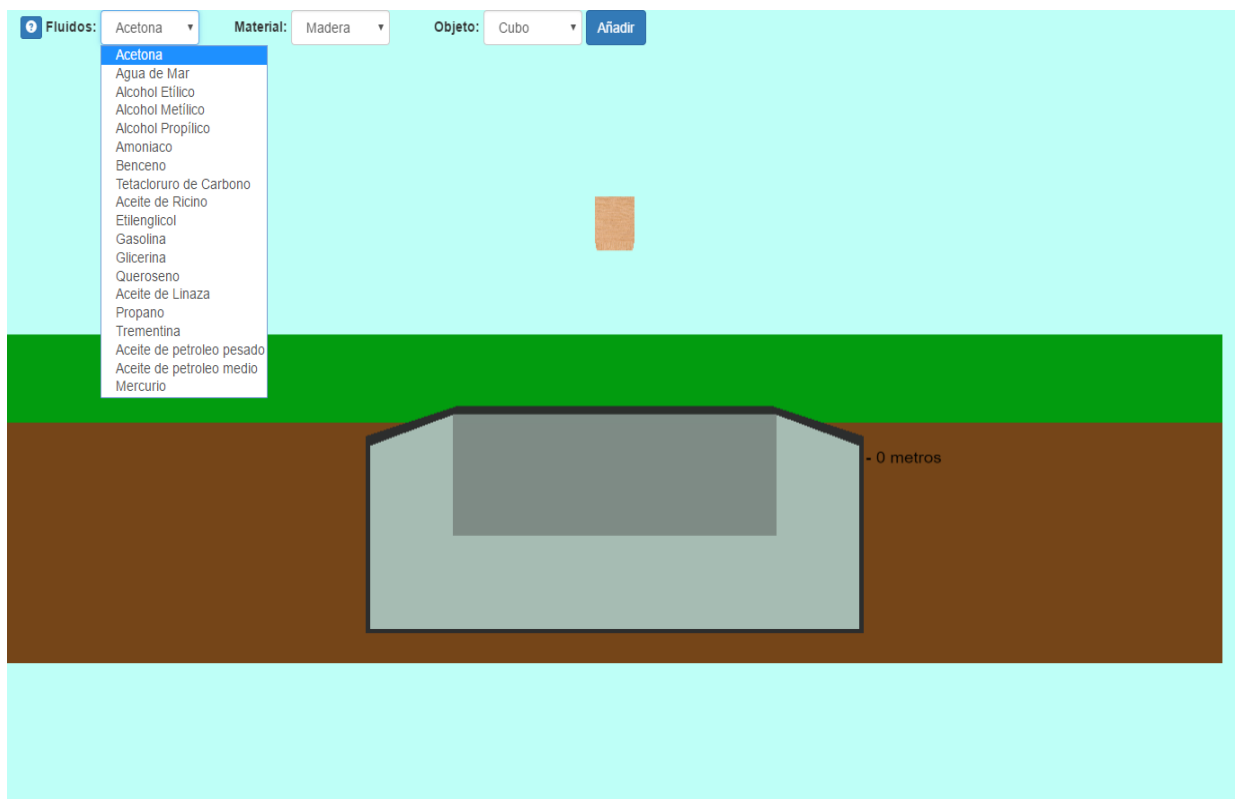 Fluidos: Acetona Material: Madera Objeto: Cubo Añadir
Acetona
Agua de Mar
Alcohol Etílico
Alcohol Metílico
Alcohol Propílico
Amoniaco
Benceno
Tetacloruro de Carbono
Aceite de Ricino
Etilenglicol
Gasolina
Glicerina
Queroseno
Aceite de Linaza
Propano
Trementina
Aceite de petroleo pesado
Aceite de petroleo medio
Mercurio
- 0 metros